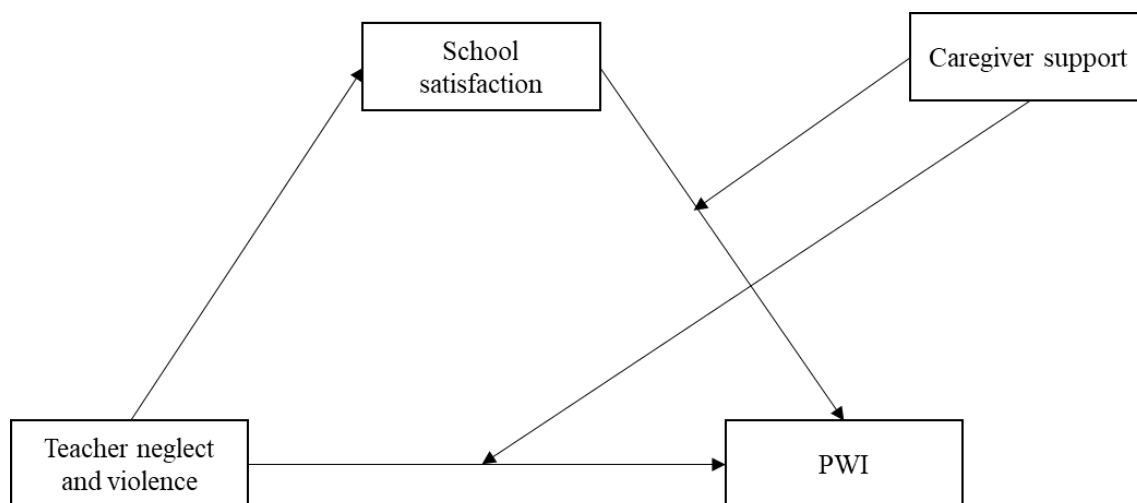 School
satisfaction
Caregiver support
Teacher neglect
and violence
PWI